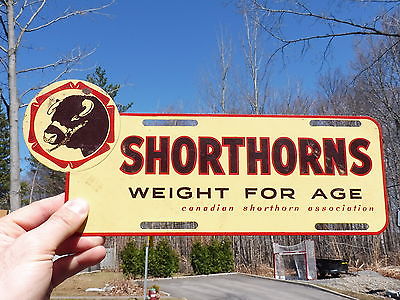 SHORTHORNS
WEIGHT FOR AGE
canadian shorthorn association